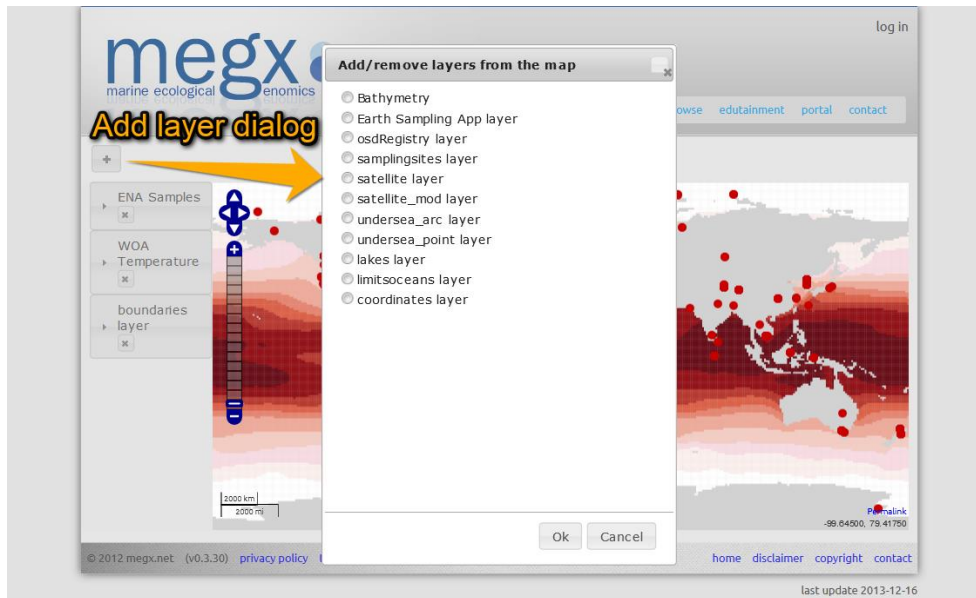 log in
megx
marine ecological
enomics
Add/remove layers from the map
Add layer dialog
owse edutainment portal contact
Bathymetry
Earth Sampling App layer
osdRegistry layer
samplingsites layer
satellite layer
satellite_mod layer
undersea_arc layer
undersea_point layer
lakes layer
limitsoceans layer
coordinates layer
+
ENA Samples
WOA
Temperature
boundaries
layer
2000 km
2000 mi
Permalink
-99.64500, 79.41750
Ok Cancel
© 2012 megx.net (v0.3.30) privacy policy
home disclaimer copyright contact
last update 2013-12-16